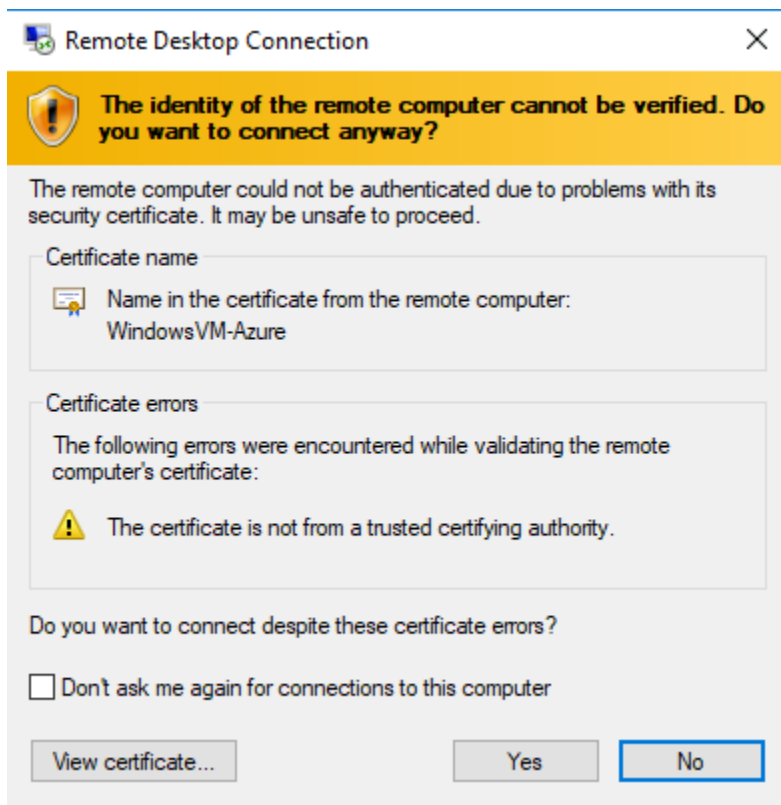 Remote Desktop Connection
The identity of the remote computer cannot be verified. Do
you want to connect anyway?
The remote computer could not be authenticated due to problems with its
security certificate. It may be unsafe to proceed.
Certificate name
Name in the certificate from the remote computer:
WindowsVM-Azure
Certificate errors
The following errors were encountered while validating the remote
computer's certificate:
The certificate is not from a trusted certifying authority.
Do you want to connect despite these certificate errors?
Don't ask me again for connections to this computer
View certificate... Yes No